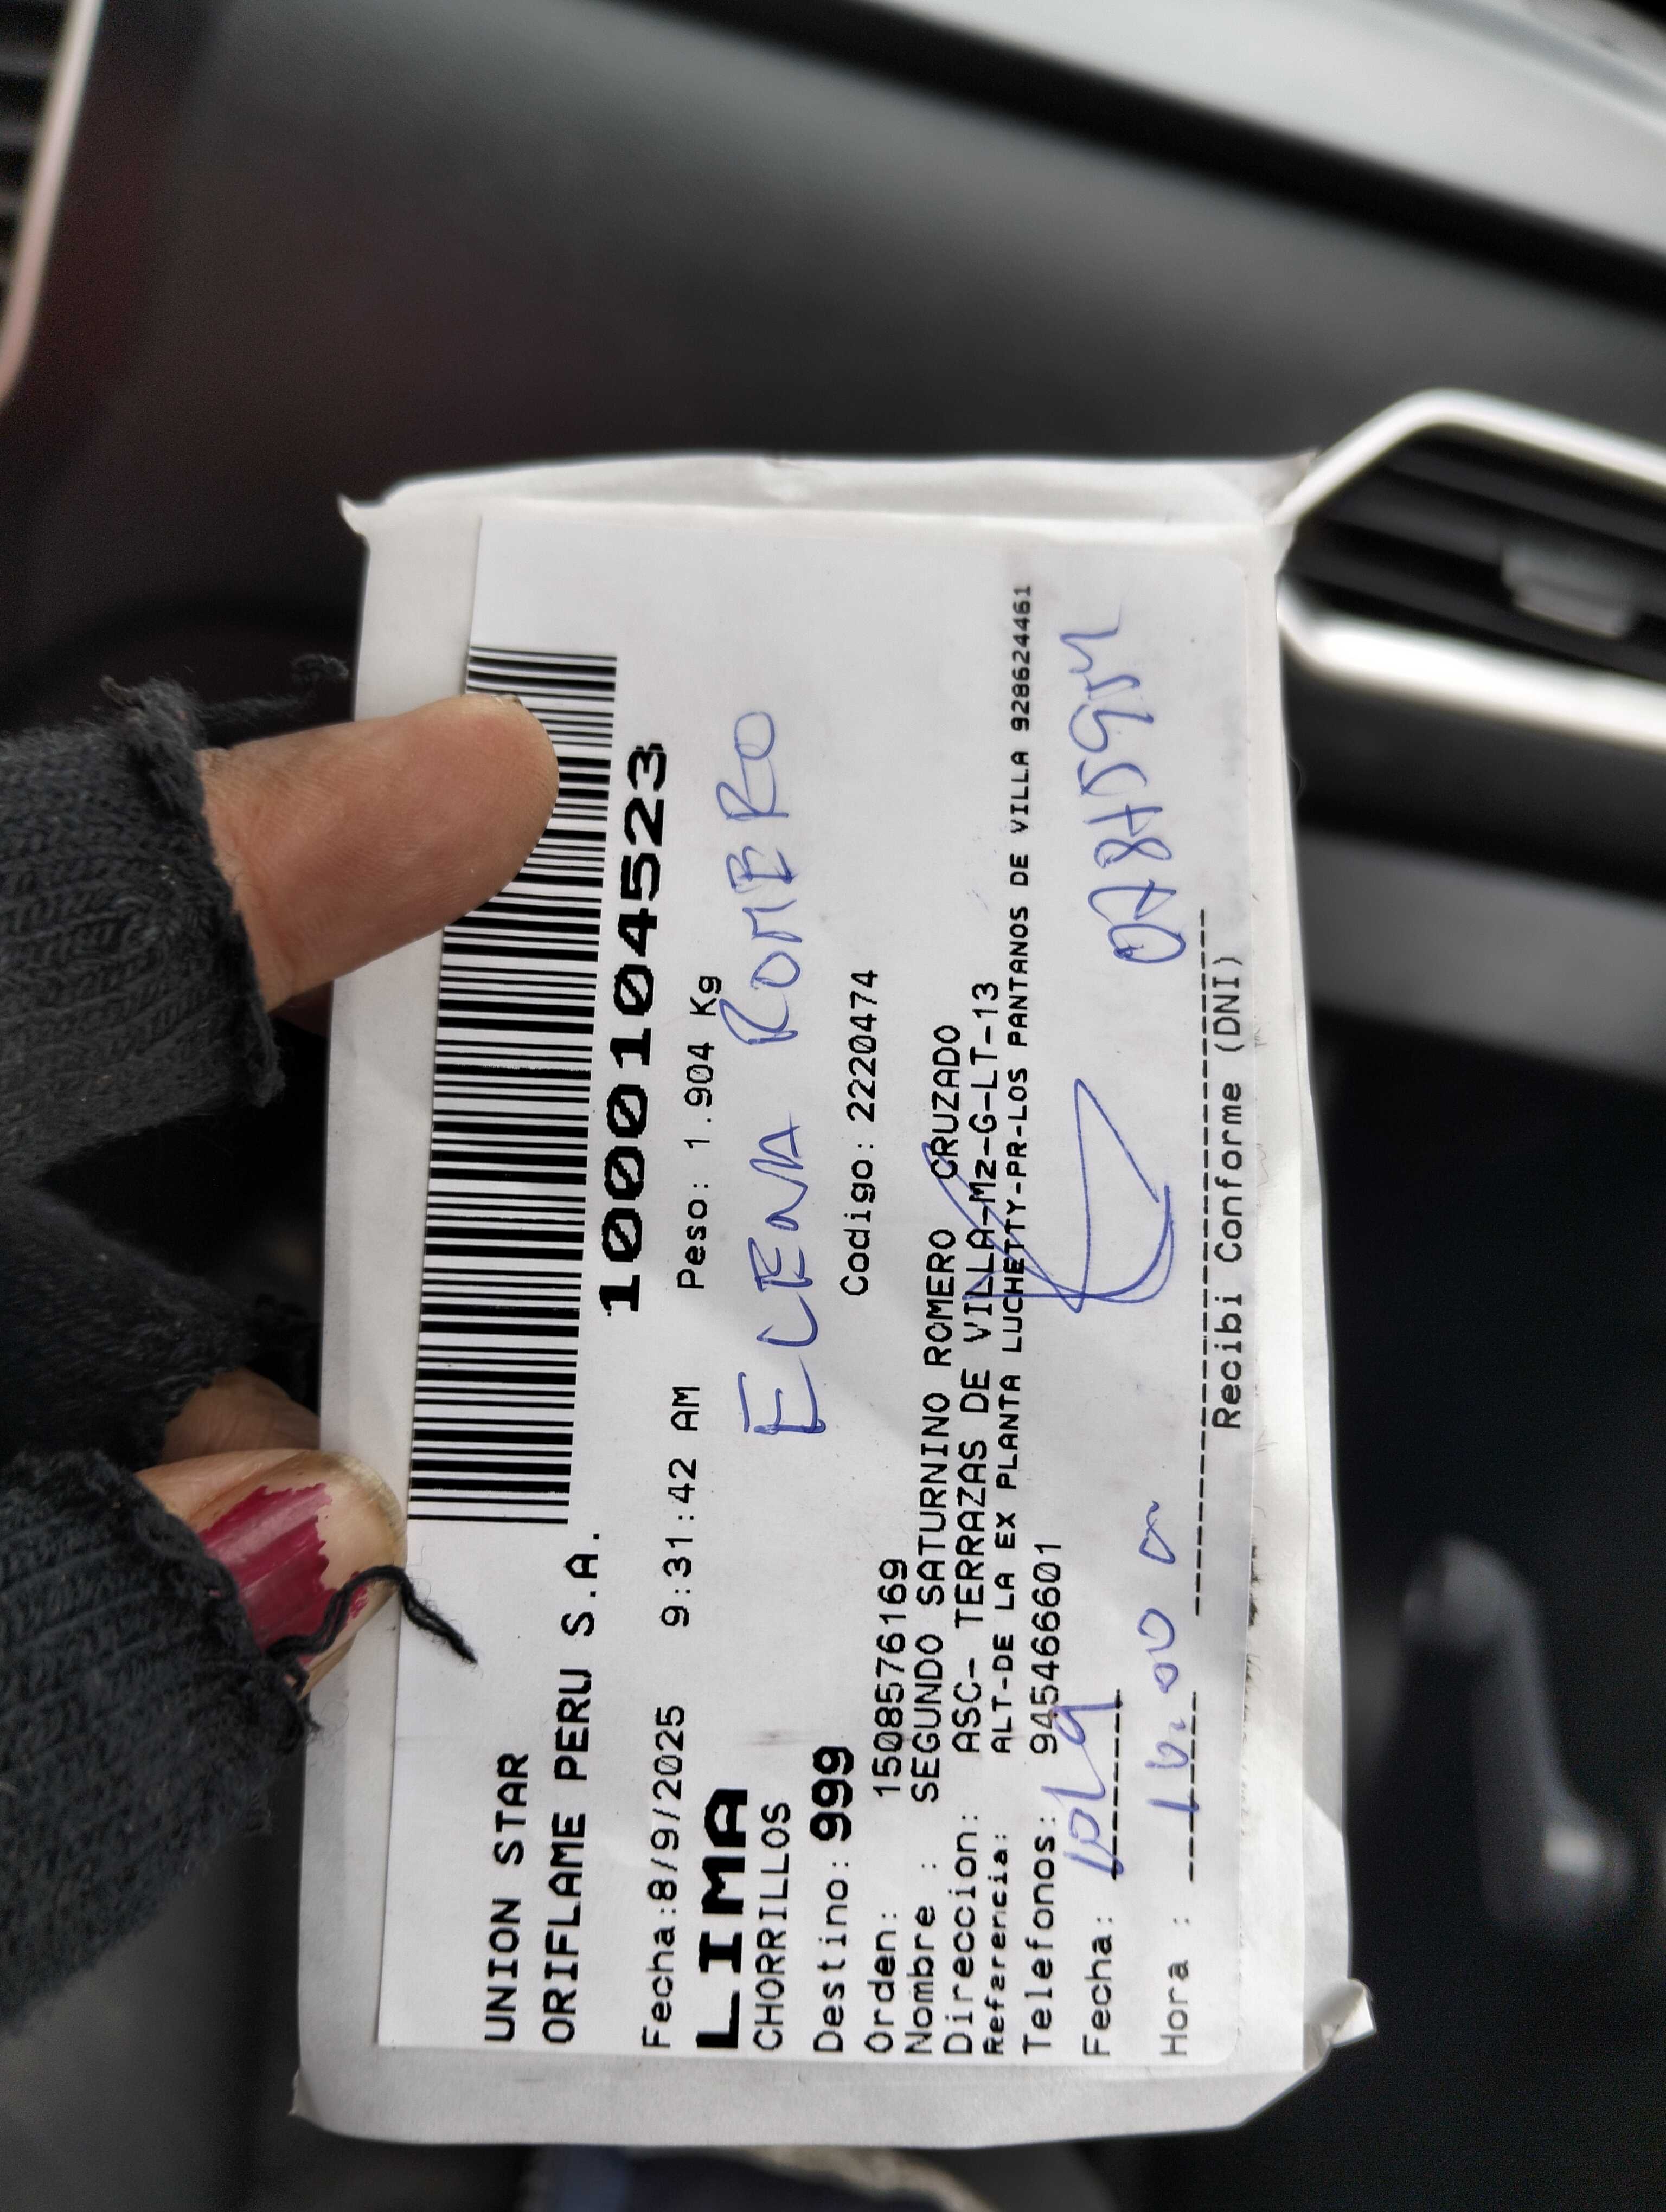 UNION STAR
ORIFLAME PERU S.A.
1000104523
Fecha:8/9/2025 9:31:42 AM Peso: 1.904 Kg
LIMA
CHORRILLOS
ELENA ROMERO
Destino: 999 Codigo: 2220474
Orden: 1508576169
Nombre : SEGUNDO SATURNINO ROMERO CRUZADO
Direccion: ASC- TERRAZAS DE VILLA-Mz-G-LT-13
Referencia: ALT-DE LA EX PLANTA LUCHETTY-PR-LOS PANTANOS DE VILLA 928624461
Telefonos: 945466601
Fecha:
Hora :
Recibi Conforme (DNI)